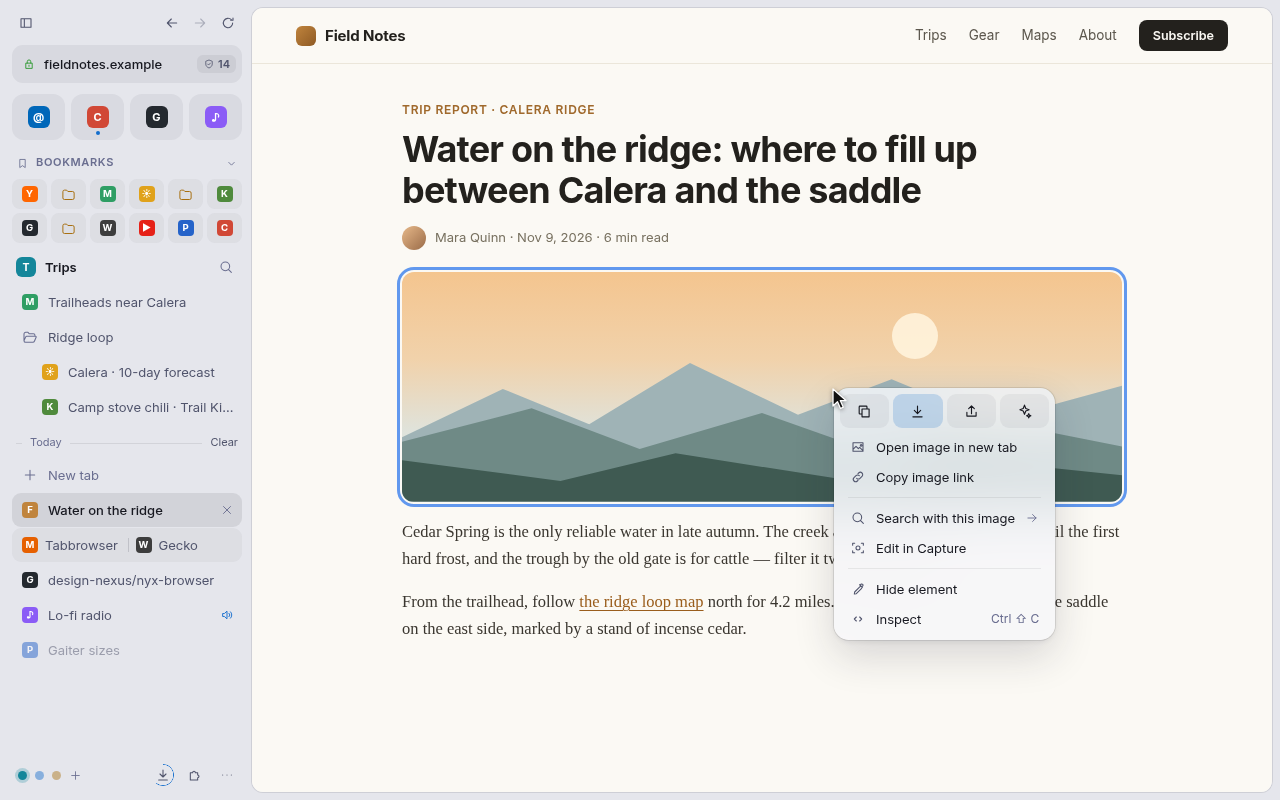 fieldnotes.example
14
@
C
G
BOOKMARKS
Y
M
K
G
W
P
C
T Trips
M Trailheads near Calera
Ridge loop
Calera · 10-day forecast
K Camp stove chili · Trail Ki...
Today
Clear
New tab
F Water on the ridge
M Tabbrowser
W Gecko
G design-nexus/nyx-browser
Lo-fi radio
P Gaiter sizes
Field Notes
Trips
Gear
Maps
About
Subscribe
TRIP REPORT · CALERA RIDGE
Water on the ridge: where to fill up
between Calera and the saddle
Mara Quinn · Nov 9, 2026 · 6 min read
Cedar Spring is the only reliable water in late autumn. The creek
il the first
hard frost, and the trough by the old gate is for cattle — filter it
From the trailhead, follow the ridge loop map north for 4.2 miles.
saddle
on the east side, marked by a stand of incense cedar.
Open image in new tab
Copy image link
Search with this image
Edit in Capture
Hide element
Inspect
Ctrl ⇧ C